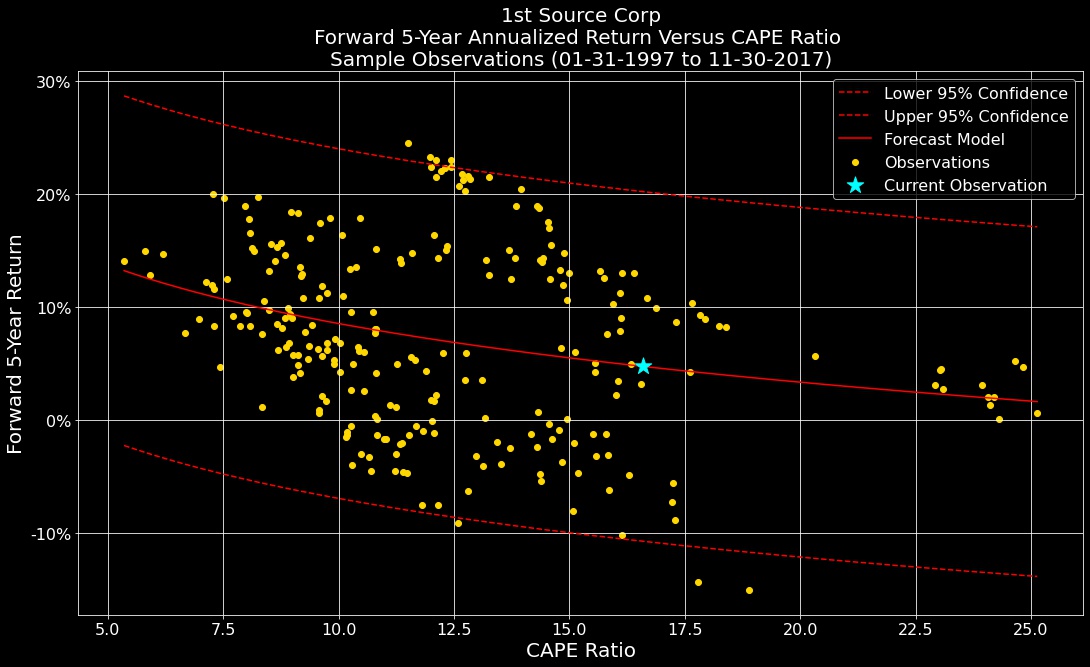 1st Source Corp
Forward 5-Year Annualized Return Versus CAPE Ratio
Sample Observations (01-31-1997 to 11-30-2017)
Lower 95% Confidence
Upper 95% Confidence
Forecast Model
Observations
Current Observation
Forward 5-Year Return
30%
20%
10%
0%
-10%
5.0 7.5 10.0 12.5 15.0 17.5 20.0 22.5 25.0
CAPE Ratio